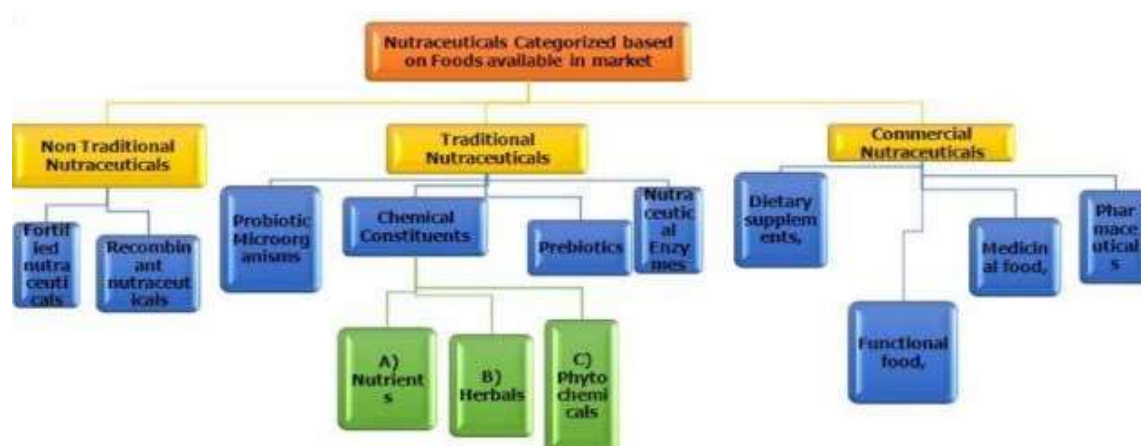 Nutraceuticals Categorized based
on Foods available in market
Non Traditional
Nutraceuticals
Traditional
Nutraceuticals
Commercial
Nutraceuticals
Fortif
ied
nutra
ceuti
cals
Recombin
ant
nutraceut
icals
Probiotic
Microorg
anisms
Chemical
Constituents
Prebiotics
Nutra
ceutic
al
Enzy
mes
Dietary
supplem
ents,
Functional
food,
Medicin
al food,
Phar
mace
utical
s
A)
Nutrient
s
B)
Herbals
C)
Phyto
chemi
cals